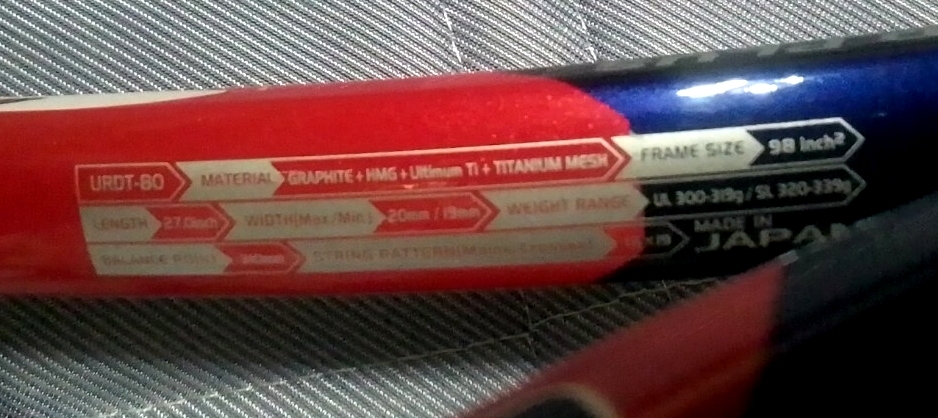 URDT-80 MATERIAL GRAPHITE + HMG + Ultimum Ti + TITANIUM MESH FRAME SIZE 98 inch²
LENGTH 27.0inch WIDTH(Max/Min) 20mm / 19mm WEIGHT RANGE UL 300-319g / SL 320-339g
BALANCE POINT 310mm STRING PATTERN(Mains×Crosses) MADE IN
JAPAN